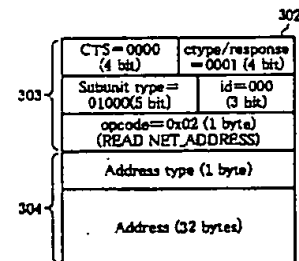 302
CTS=0000 (4 bit)
ctype/response =0001 (4 bit)
303
Subunit type= 01000(5 bit)
id=000 (3 bit)
opcode=0x02 (1 byte)
(READ NET_ADDRESS)
Address type (1 byte)
304
Address (32 bytes)